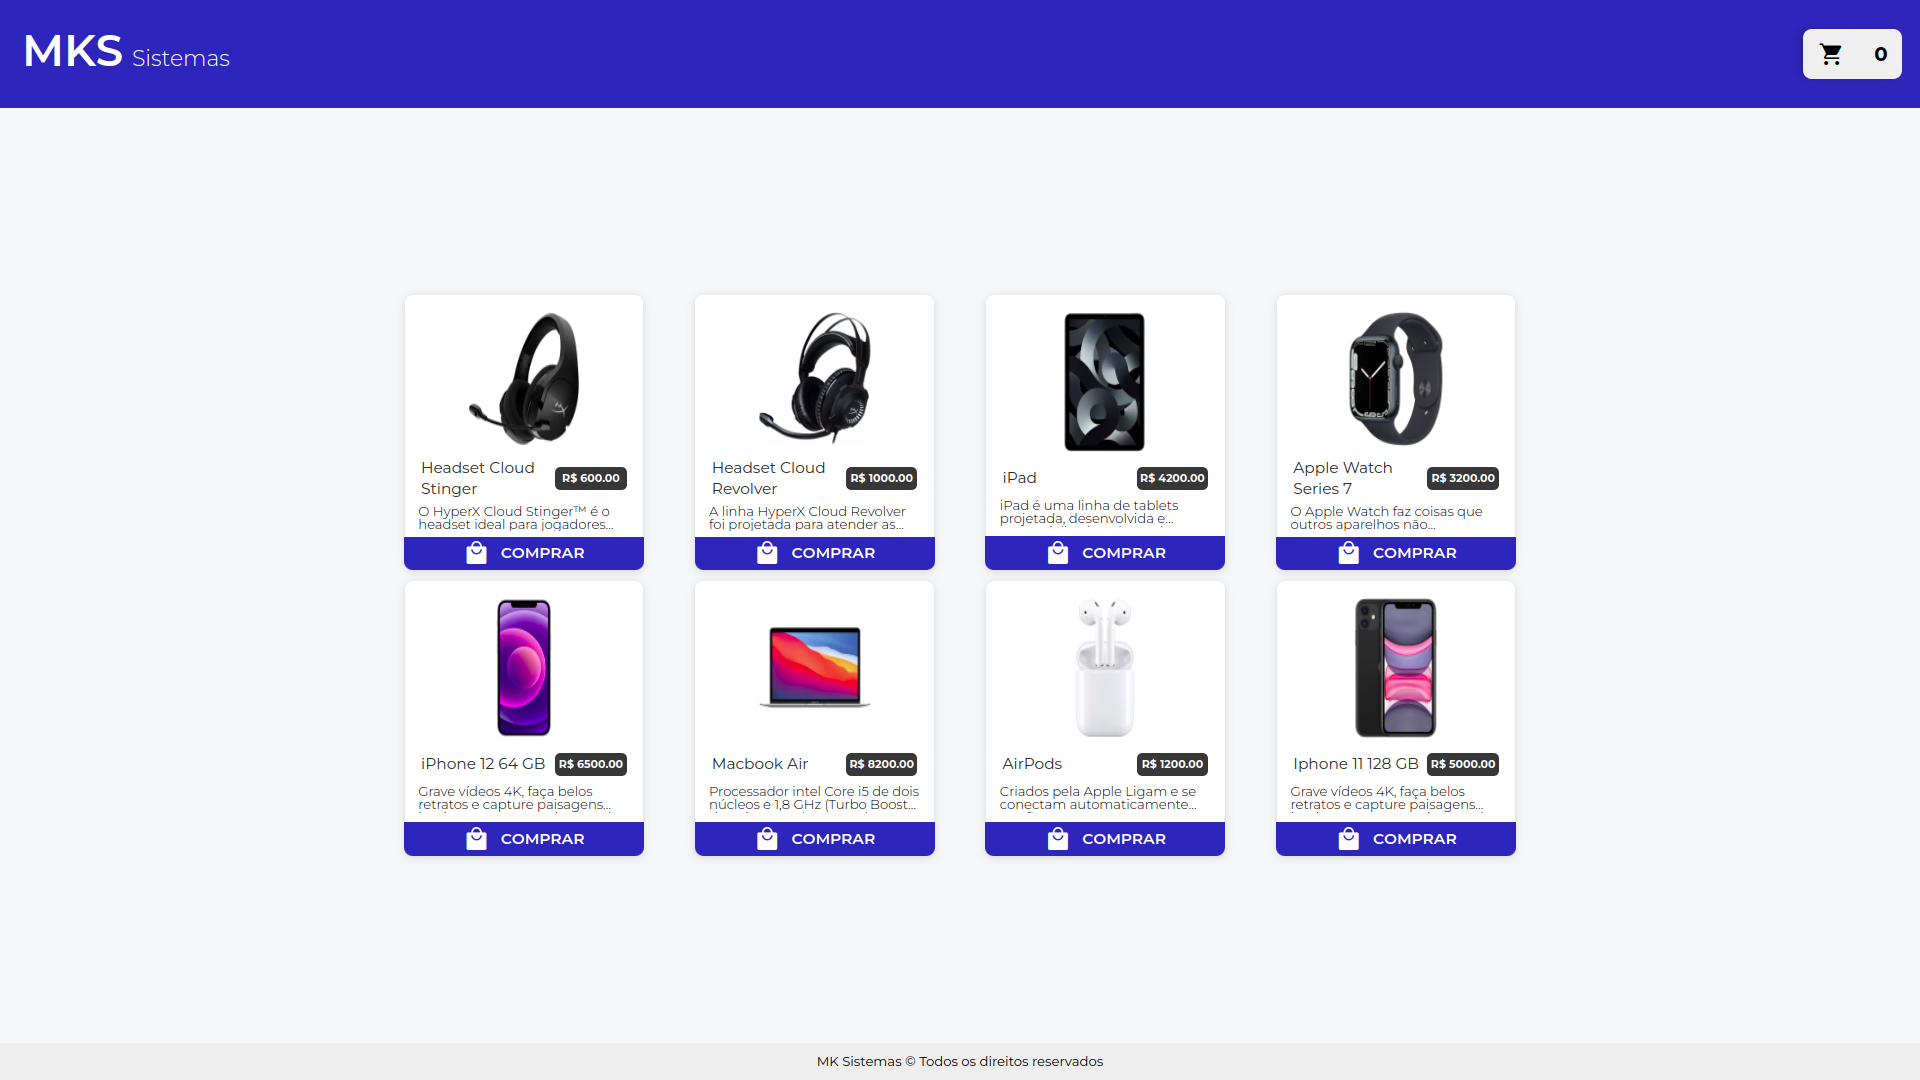 MKS Sistemas
0
Headset Cloud
Stinger
R$ 600.00
O HyperX Cloud Stinger™ é o
headset ideal para jogadores...
COMPRAR
Headset Cloud
Revolver
R$ 1000.00
A linha HyperX Cloud Revolver
foi projetada para atender as...
COMPRAR
iPad
R$ 4200.00
iPad é uma linha de tablets
projetada, desenvolvida e...
COMPRAR
Apple Watch
Series 7
R$ 3200.00
O Apple Watch faz coisas que
outros aparelhos não...
COMPRAR
iPhone 12 64 GB
R$ 6500.00
Grave vídeos 4K, faça belos
retratos e capture paisagens...
COMPRAR
Macbook Air
R$ 8200.00
Processador intel Core i5 de dois
núcleos e 1,8 GHz (Turbo Boost...
COMPRAR
AirPods
R$ 1200.00
Criados pela Apple Ligam e se
conectam automaticamente...
COMPRAR
Iphone 11 128 GB
R$ 5000.00
Grave vídeos 4K, faça belos
retratos e capture paisagens...
COMPRAR
MK Sistemas © Todos os direitos reservados